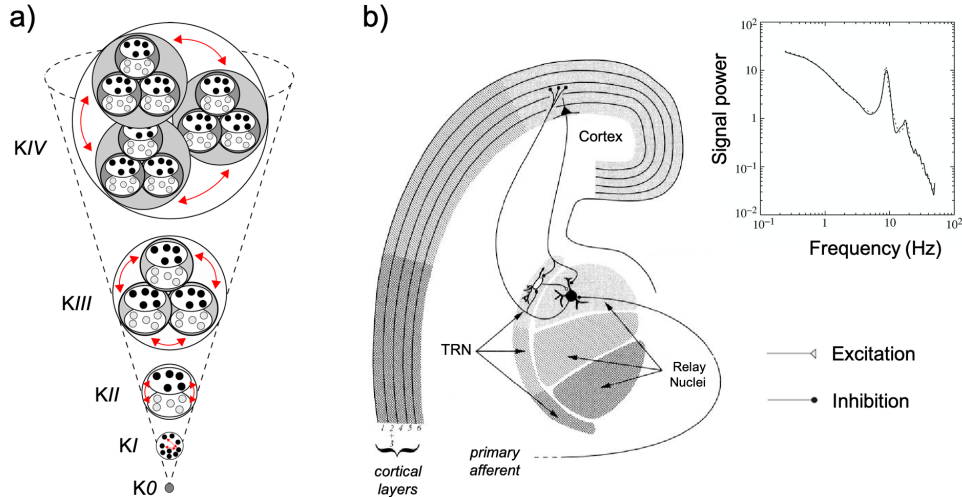 a)
KIV
KIII
KII
KI
K0
b)
Cortex
TRN
Relay
Nuclei
primary
afferent
1 2 3 4 5 6
+
cortical
layers
Signal power
10²
10
1
10⁻¹
10⁻²
10⁻¹ 1 10 10²
Frequency (Hz)
Excitation
Inhibition